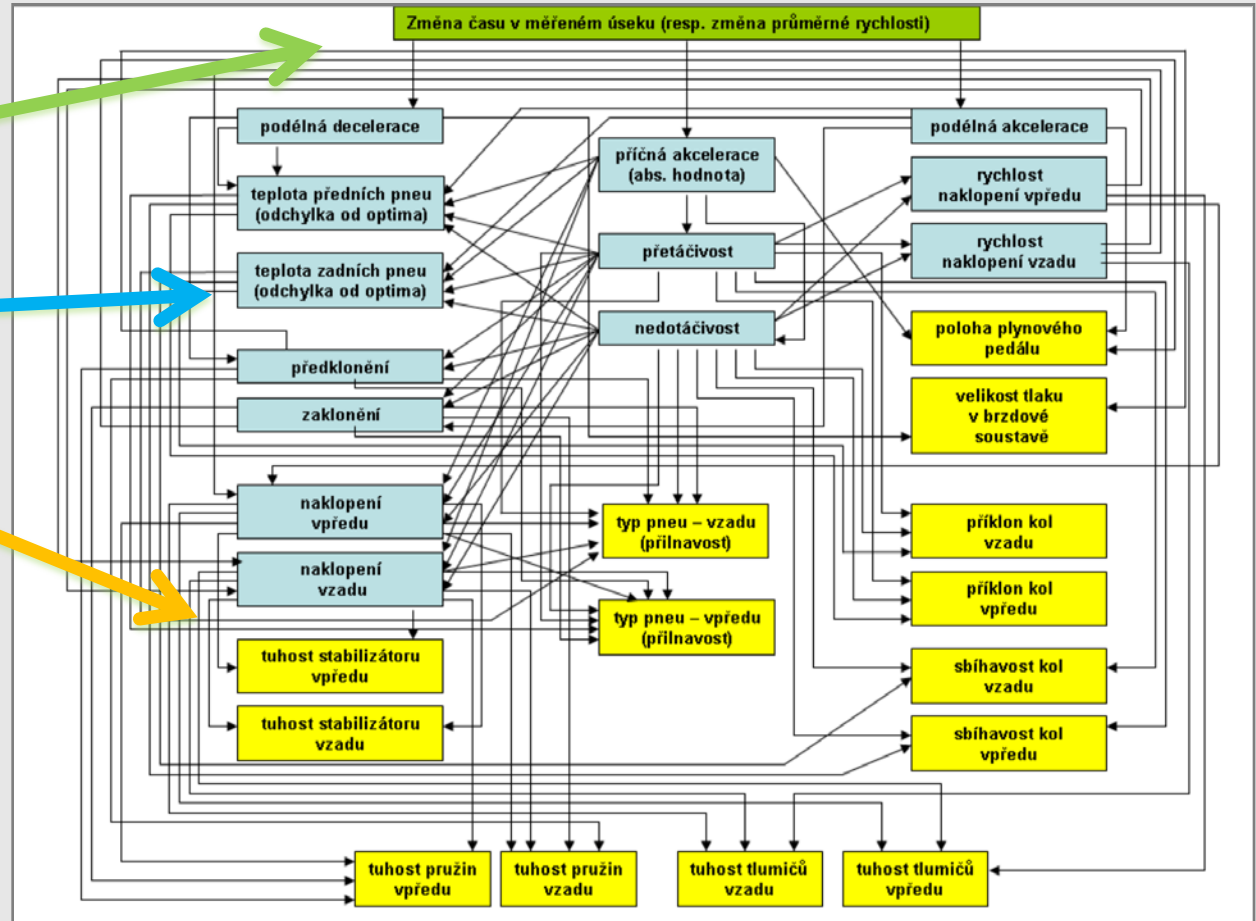 Změna času v měřeném úseku (resp. změna průměrné rychlosti)
podélná decelerace
podélná akcelerace
příčná akcelerace
(abs. hodnota)
teplota předních pneu
(odchylka od optima)
rychlost
naklopení vpředu
přetáčivost
rychlost
naklopení vzadu
teplota zadních pneu
(odchylka od optima)
nedotáčivost
poloha plynového
pedálu
předklonění
zaklonění
velikost tlaku
v brzdové
soustavě
naklopení
vpředu
typ pneu – vzadu
(přilnavost)
příklon kol
vzadu
naklopení
vzadu
příklon kol
vpředu
typ pneu – vpředu
(přilnavost)
tuhost stabilizátoru
vpředu
sbíhavost kol
vzadu
tuhost stabilizátoru
vzadu
sbíhavost kol
vpředu
tuhost pružin
vpředu
tuhost pružin
vzadu
tuhost tlumičů
vzadu
tuhost tlumičů
vpředu